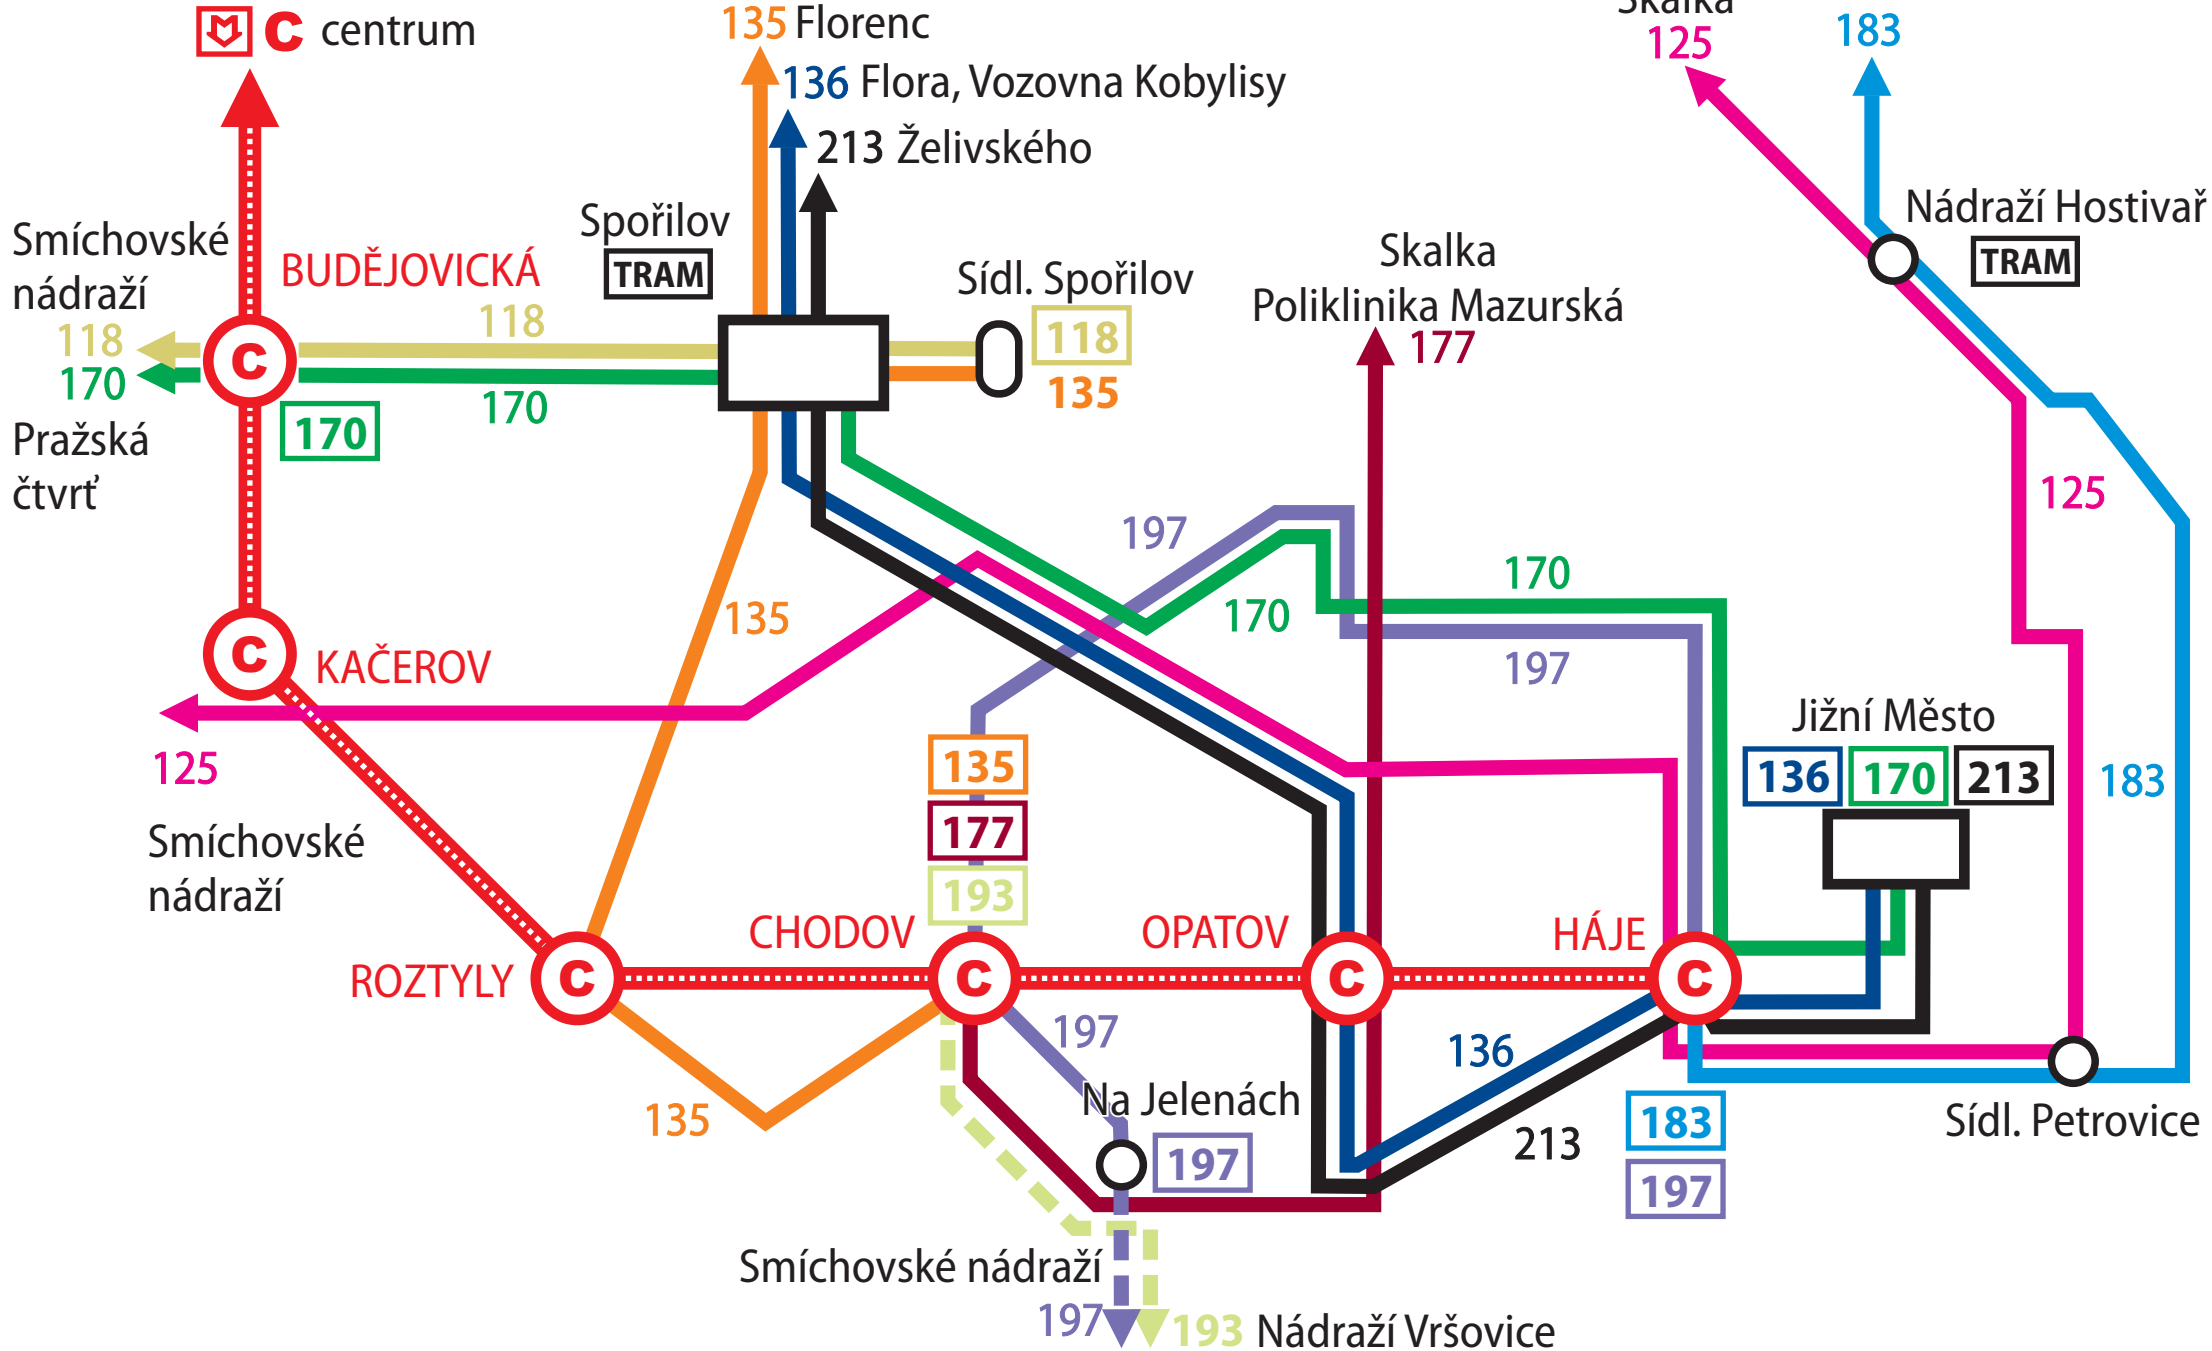 C centrum
135 Florenc
136 Flora, Vozovna Kobylisy
213 Želivského
Skalka
125
183
Nádraží Hostivař
TRAM
Smíchovské
nádraží
118
170
Pražská
čtvrť
BUDĚJOVICKÁ
C
170
118
170
Spořilov
TRAM
Sídl. Spořilov
118
135
Skalka
Poliklinika Mazurská
177
197
170
170
197
125
183
135
C
KAČEROV
125
Smíchovské
nádraží
135
177
193
Jižní Město
136 170 213
ROZTYLY
C
CHODOV
C
OPATOV
C
HÁJE
C
135
197
Na Jelenách
197
136
213
183
197
Sídl. Petrovice
Smíchovské nádraží
197
193 Nádraží Vršovice